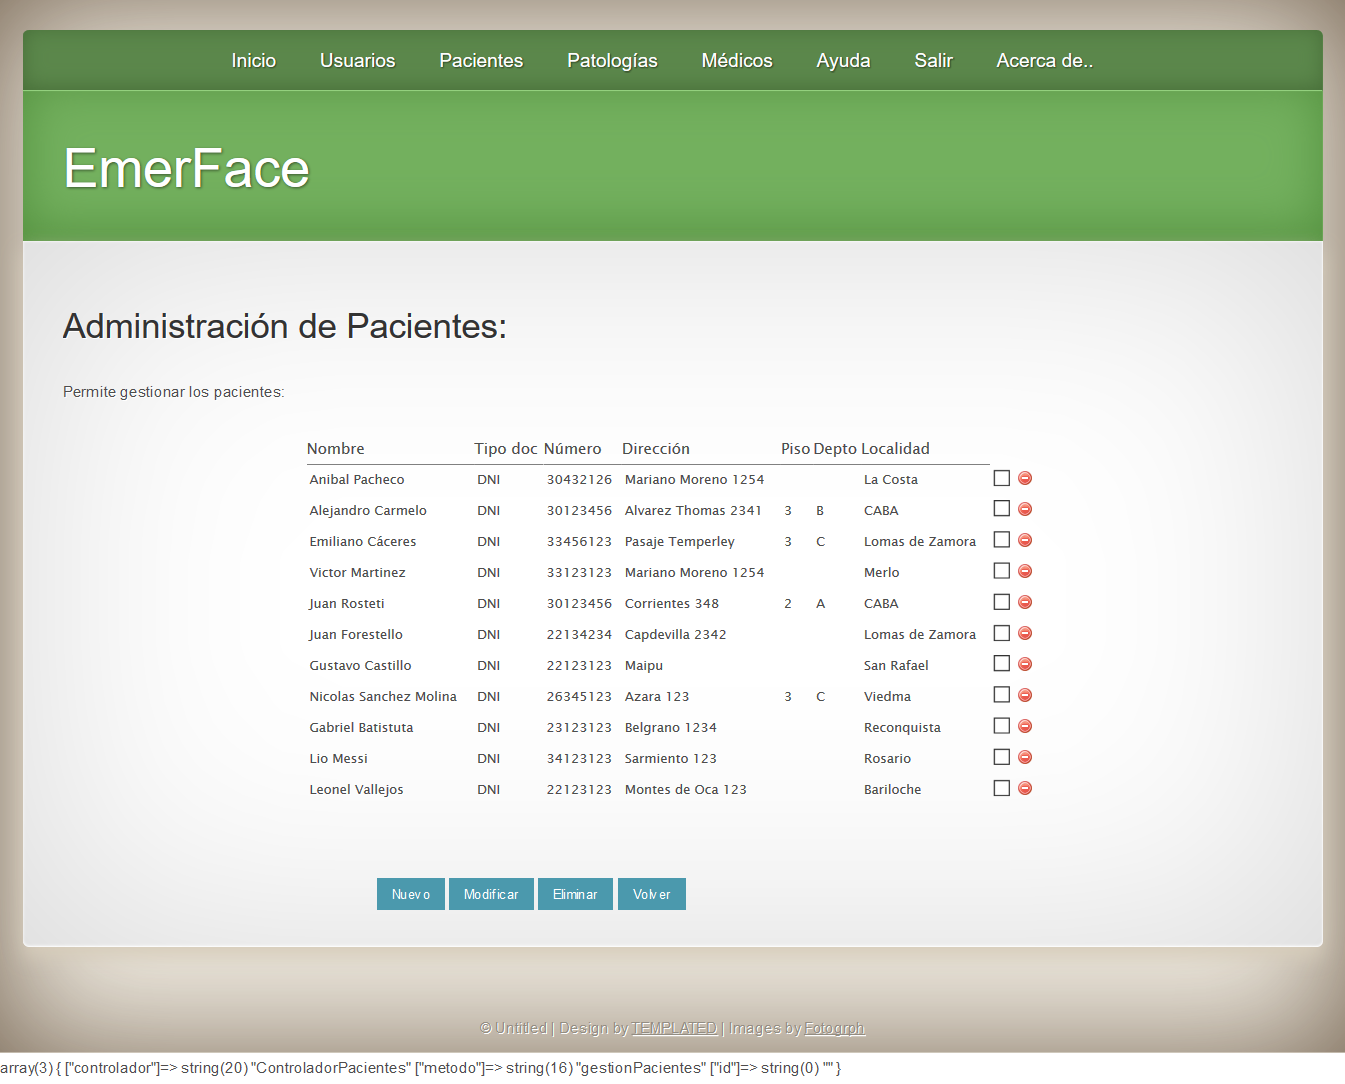 Inicio Usuarios Pacientes Patologías Médicos Ayuda Salir Acerca de..
EmerFace
Administración de Pacientes:
Permite gestionar los pacientes:
Nombre Tipo doc Número Dirección Piso Depto Localidad
Anibal Pacheco DNI 30432126 Mariano Moreno 1254 La Costa
Alejandro Carmelo DNI 30123456 Alvarez Thomas 2341 3 B CABA
Emiliano Cáceres DNI 33456123 Pasaje Temperley 3 C Lomas de Zamora
Victor Martinez DNI 33123123 Mariano Moreno 1254 Merlo
Juan Rosteti DNI 30123456 Corrientes 348 2 A CABA
Juan Forestello DNI 22134234 Capdevilla 2342 Lomas de Zamora
Gustavo Castillo DNI 22123123 Maipu San Rafael
Nicolas Sanchez Molina DNI 26345123 Azara 123 3 C Viedma
Gabriel Batistuta DNI 23123123 Belgrano 1234 Reconquista
Lio Messi DNI 34123123 Sarmiento 123 Rosario
Leonel Vallejos DNI 22123123 Montes de Oca 123 Bariloche
Nuevo Modificar Eliminar Volver
© Untitled | Design by TEMPLATED | Images by Fotogrph
array(3) { ["controlador"]=> string(20) "ControladorPacientes" ["metodo"]=> string(16) "gestionPacientes" ["id"]=> string(0) "" }